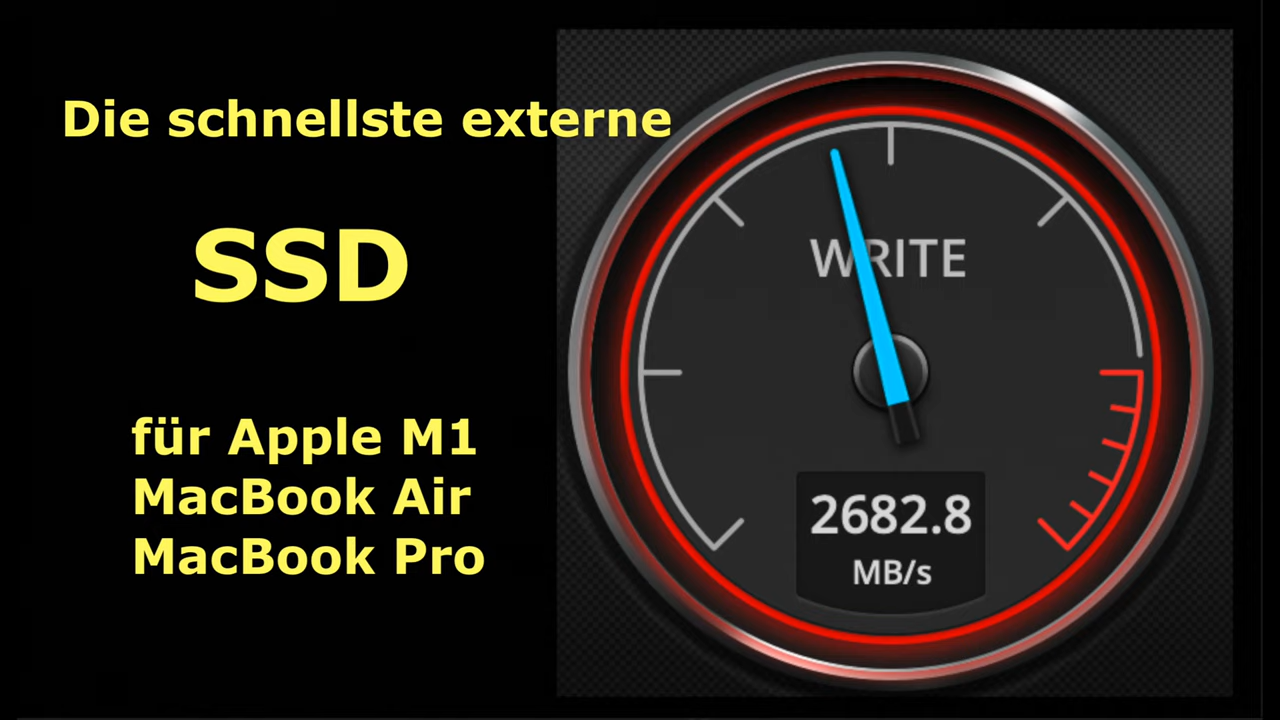 Die schnellste externe
SSD
für Apple M1
MacBook Air
MacBook Pro
WRITE
2682.8
MB/s